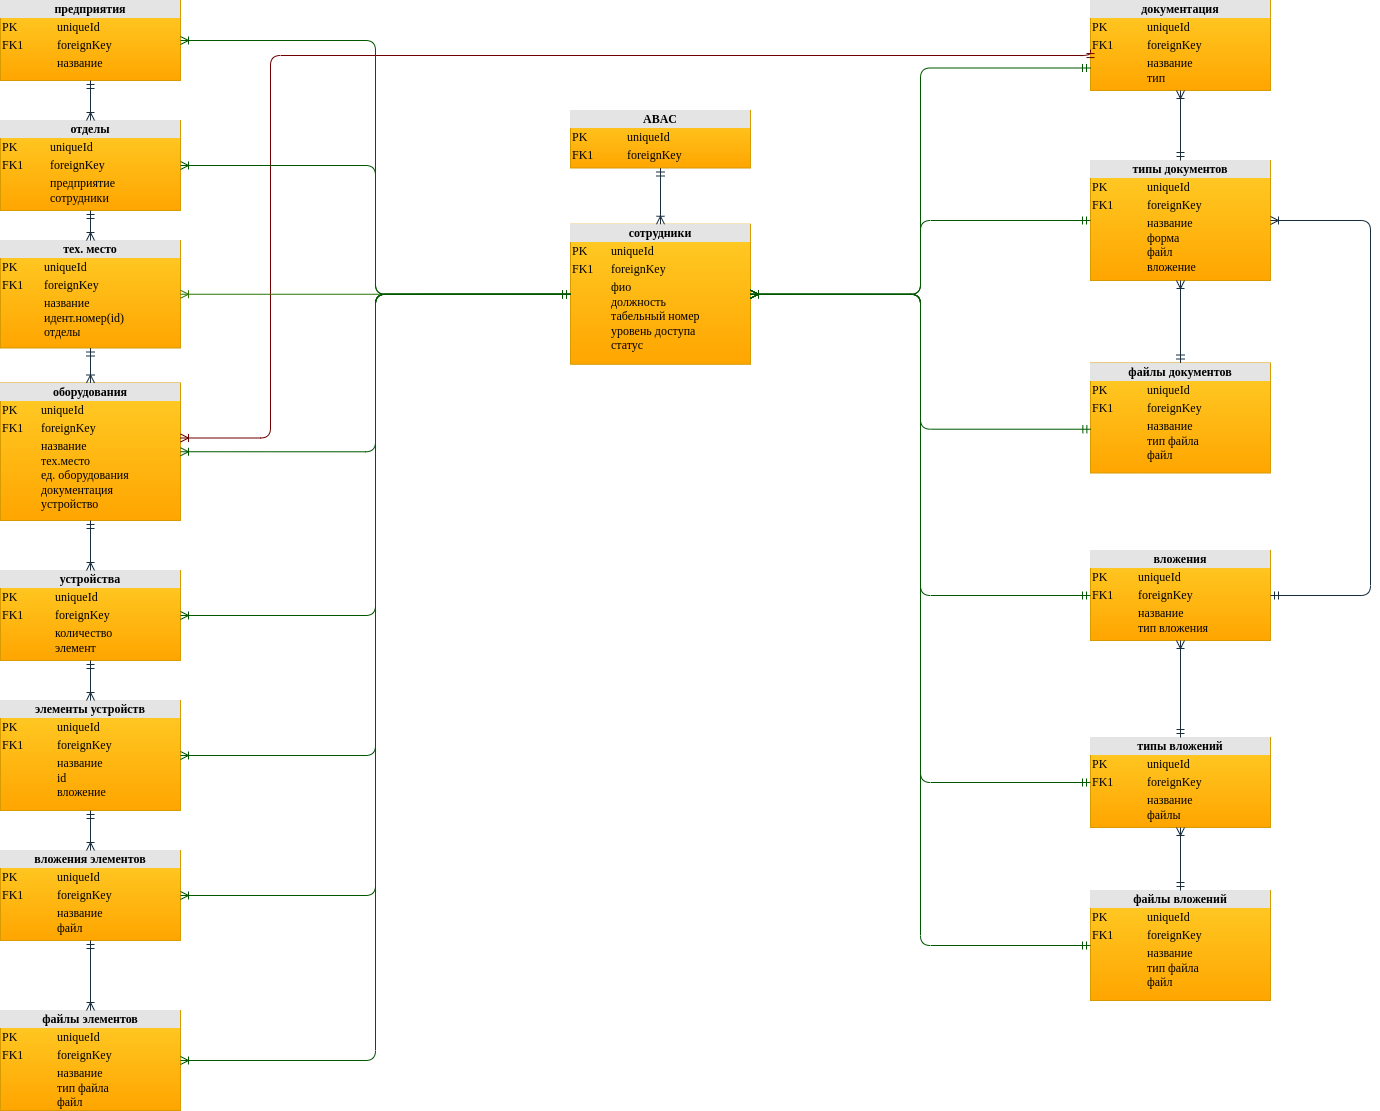 предприятия
PK uniqueId
FK1 foreignKey
название
отделы
PK uniqueId
FK1 foreignKey
предприятие
сотрудники
тех. место
PK uniqueId
FK1 foreignKey
название
идент.номер(id)
отделы
оборудования
PK uniqueId
FK1 foreignKey
название
тех.место
ед. оборудования
документация
устройство
устройства
PK uniqueId
FK1 foreignKey
количество
элемент
элементы устройств
PK uniqueId
FK1 foreignKey
название
id
вложение
вложения элементов
PK uniqueId
FK1 foreignKey
название
файл
файлы элементов
PK uniqueId
FK1 foreignKey
название
тип файла
файл
ABAC
PK uniqueId
FK1 foreignKey
сотрудники
PK uniqueId
FK1 foreignKey
фио
должность
табельный номер
уровень доступа
статус
документация
PK uniqueId
FK1 foreignKey
название
тип
типы документов
PK uniqueId
FK1 foreignKey
название
форма
файл
вложение
файлы документов
PK uniqueId
FK1 foreignKey
название
тип файла
файл
вложения
PK uniqueId
FK1 foreignKey
название
тип вложения
типы вложений
PK uniqueId
FK1 foreignKey
название
файлы
файлы вложений
PK uniqueId
FK1 foreignKey
название
тип файла
файл